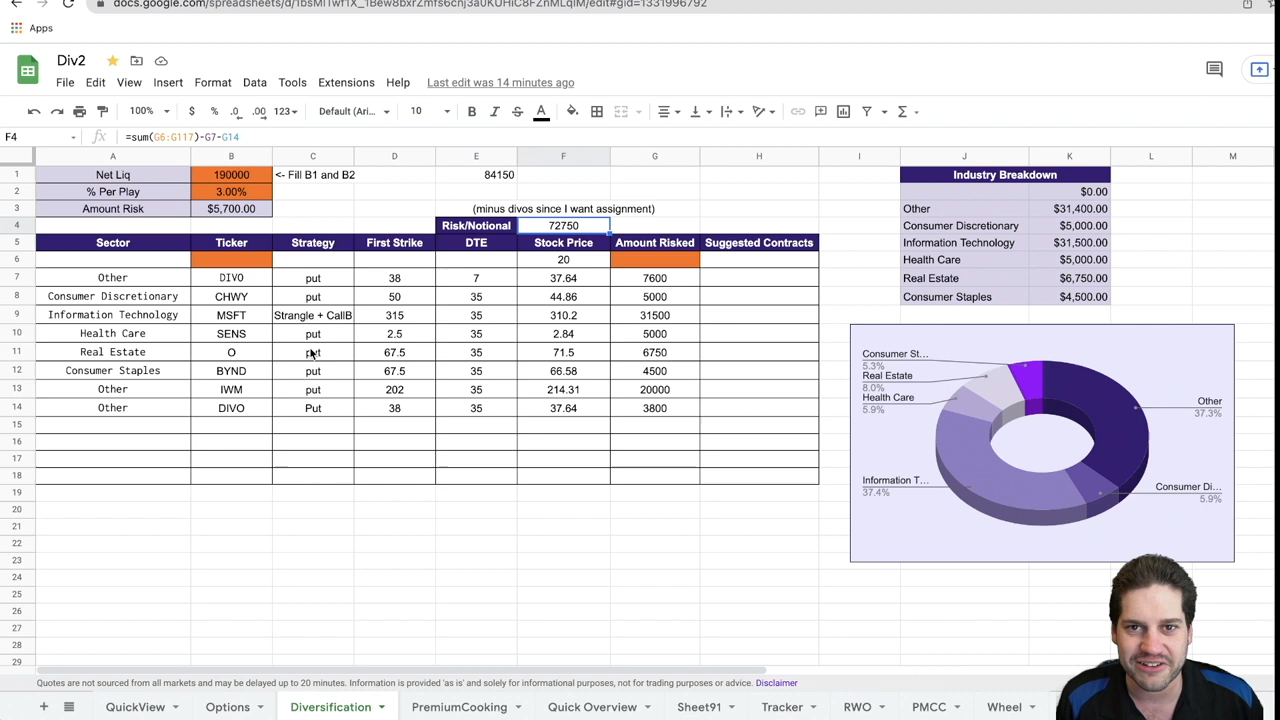 docs.google.com/spreadsheets/d/
Apps
Div2
File Edit View Insert Format Data Tools Extensions Help Last edit was 14 minutes ago
100% $ % .0 .00 123 Default (Ari... 10 B I S A
F4 fx =sum(G6:G117)-G7-G14
A B C D E F G H I J K L M
1 Net Liq 190000 <- Fill B1 and B2 84150 Industry Breakdown
2 % Per Play 3.00% $0.00
3 Amount Risk $5,700.00 (minus divos since I want assignment) Other $31,400.00
4 Risk/Notional 72750 Consumer Discretionary $5,000.00
5 Sector Ticker Strategy First Strike DTE Stock Price Amount Risked Suggested Contracts Information Technology $31,500.00
6 20 Health Care $5,000.00
7 Other DIVO put 38 7 37.64 7600 Real Estate $6,750.00
8 Consumer Discretionary CHWY put 50 35 44.86 5000 Consumer Staples $4,500.00
9 Information Technology MSFT Strangle + CallB 315 35 310.2 31500
10 Health Care SENS put 2.5 35 2.84 5000
11 Real Estate O put 67.5 35 71.5 6750
12 Consumer Staples BYND put 67.5 35 66.58 4500
13 Other IWM put 202 35 214.31 20000
14 Other DIVO Put 38 35 37.64 3800
15
16
17
18
19
20
21
22
23
24
25
26
27
28
29
Consumer St...
5.3%
Real Estate
8.0%
Health Care
5.9%
Other
37.3%
Information T...
37.4%
Consumer Di...
5.9%
Quotes are not sourced from all markets and may be delayed up to 20 minutes. Information is provided 'as is' and solely for informational purposes, not for trading purposes or advice. Disclaimer
QuickView Options Diversification PremiumCooking Quick Overview Sheet91 Tracker RWO PMCC Wheel